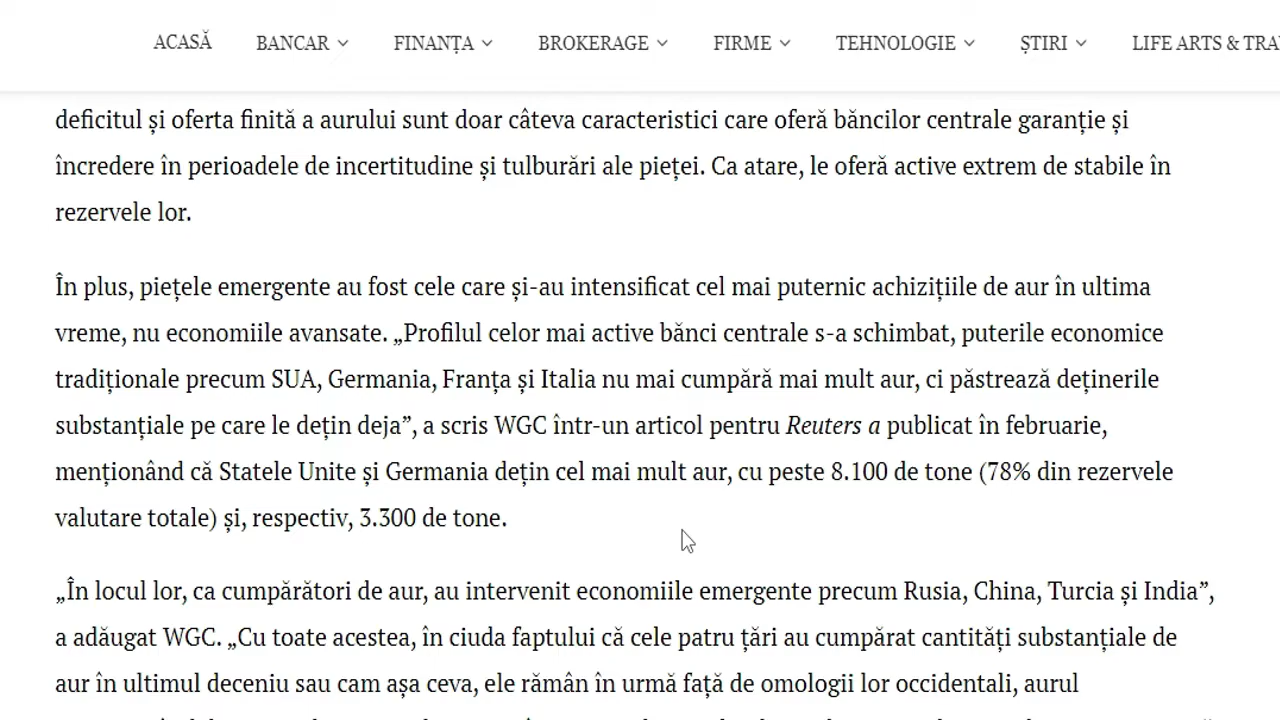 ACASĂ BANCAR FINANȚA BROKERAGE FIRME TEHNOLOGIE ȘTIRI LIFE ARTS & TRA
deficitul și oferta finită a aurului sunt doar câteva caracteristici care oferă băncilor centrale garanție și
încredere în perioadele de incertitudine și tulburări ale pieței. Ca atare, le oferă active extrem de stabile în
rezervele lor.
În plus, piețele emergente au fost cele care și-au intensificat cel mai puternic achizițiile de aur în ultima
vreme, nu economiile avansate. „Profilul celor mai active bănci centrale s-a schimbat, puterile economice
tradiționale precum SUA, Germania, Franța și Italia nu mai cumpără mai mult aur, ci păstrează deținerile
substanțiale pe care le dețin deja”, a scris WGC într-un articol pentru Reuters a publicat în februarie,
menționând că Statele Unite și Germania dețin cel mai mult aur, cu peste 8.100 de tone (78% din rezervele
valutare totale) și, respectiv, 3.300 de tone.
„În locul lor, ca cumpărători de aur, au intervenit economiile emergente precum Rusia, China, Turcia și India”,
a adăugat WGC. „Cu toate acestea, în ciuda faptului că cele patru țări au cumpărat cantități substanțiale de
aur în ultimul deceniu sau cam așa ceva, ele rămân în urmă față de omologii lor occidentali, aurul